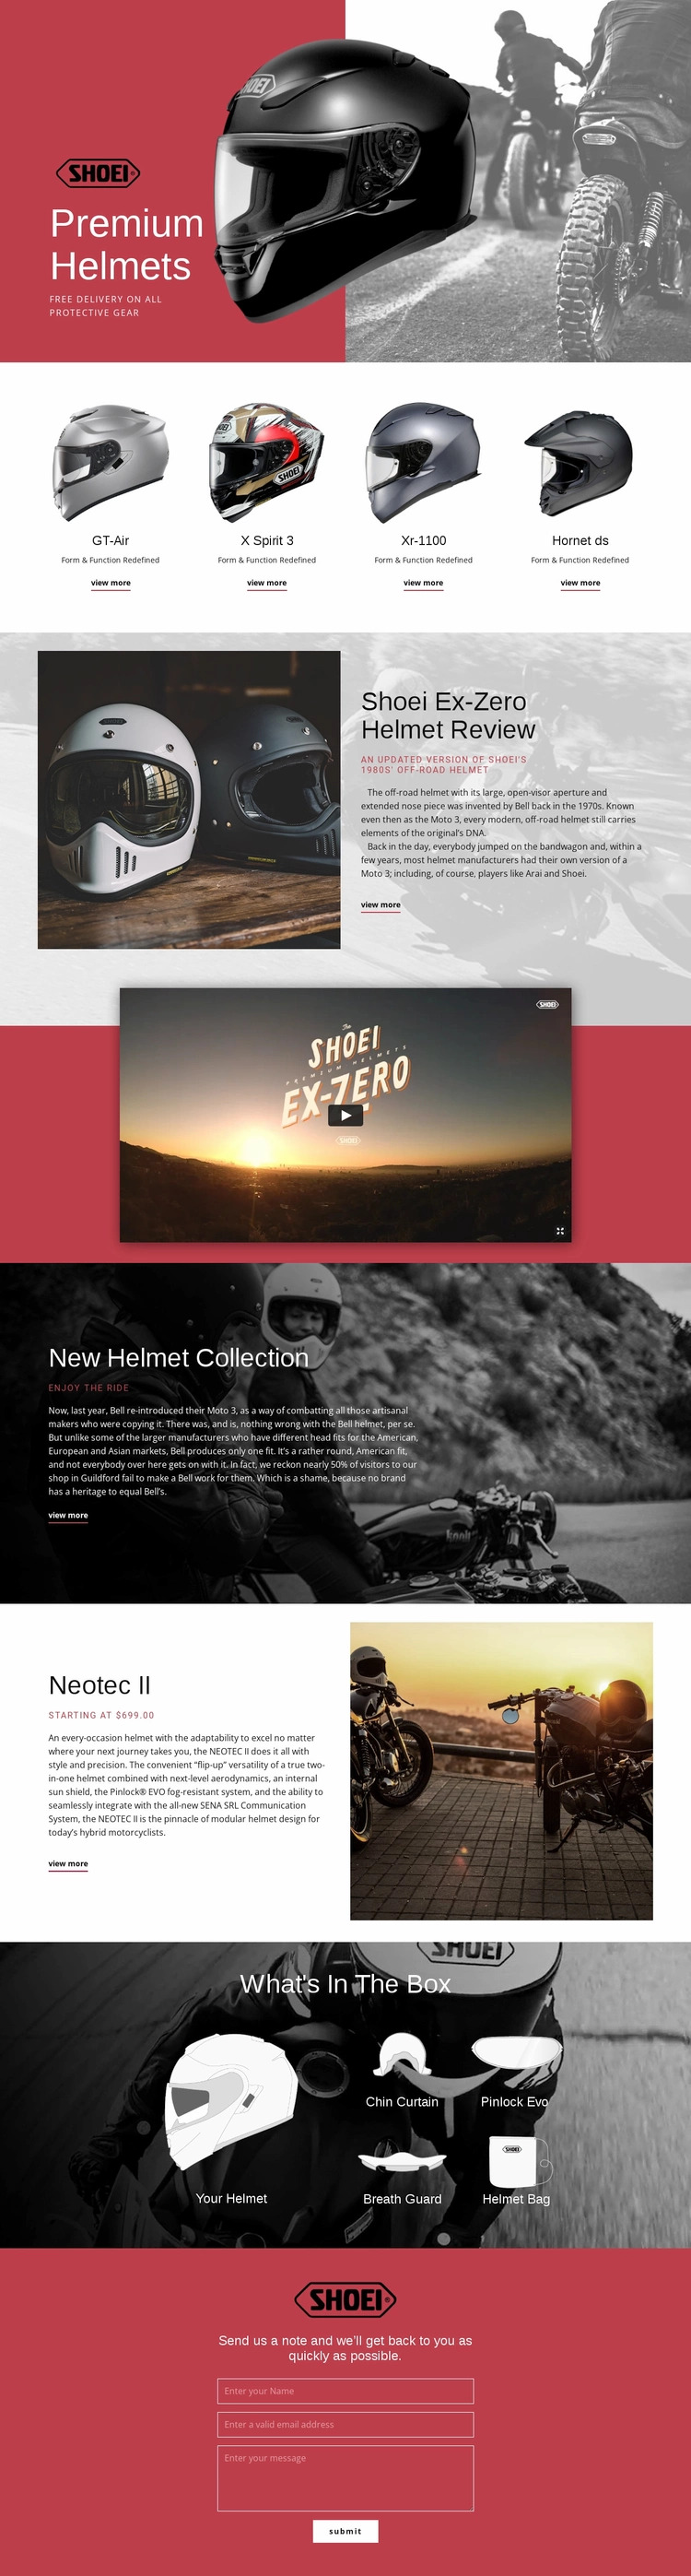 SHOEI
SHOEI
Premium
Helmets
FREE DELIVERY ON ALL
PROTECTIVE GEAR
SHOEI
GT-Air
X Spirit 3
Xr-1100
Hornet ds
Form & Function Redefined
Form & Function Redefined
Form & Function Redefined
Form & Function Redefined
view more
view more
view more
view more
Shoei Ex-Zero
Helmet Review
AN UPDATED VERSION OF SHOEI'S
1980S' OFF-ROAD HELMET
The off-road helmet with its large, open-visor aperture and
extended nose piece was invented by Bell back in the 1970s. Known
even then as the Moto 3, every modern, off-road helmet still carries
elements of the original's DNA.
Back in the day, everybody jumped on the bandwagon and, within a
few years, most helmet manufacturers had their own version of a
Moto 3; including, of course, players like Arai and Shoei.
view more
SHOEI
The
SHOEI
PREMIUM HELMETS
EX-ZERO
SHOEI
New Helmet Collection
ENJOY THE RIDE
Now, last year, Bell re-introduced their Moto 3, as a way of combatting all those artisanal
makers who were copying it. There was, and is, nothing wrong with the Bell helmet, per se.
But unlike some of the larger manufacturers who have different head fits for the American,
European and Asian markets, Bell produces only one fit. It's a rather round, American fit,
and not everybody over here gets on with it. In fact, we reckon nearly 50% of visitors to our
shop in Guildford fail to make a Bell work for them. Which is a shame, because no brand
has a heritage to equal Bell's.
view more
Neotec II
STARTING AT $699.00
An every-occasion helmet with the adaptability to excel no matter
where your next journey takes you, the NEOTEC II does it all with
style and precision. The convenient “flip-up” versatility of a true two-
in-one helmet combined with next-level aerodynamics, an internal
sun shield, the Pinlock® EVO fog-resistant system, and the ability to
seamlessly integrate with the all-new SENA SRL Communication
System, the NEOTEC II is the pinnacle of modular helmet design for
today's hybrid motorcyclists.
view more
SHOEI
What's In The Box
Chin Curtain
Pinlock Evo
SHOEI
Your Helmet
Breath Guard
Helmet Bag
SHOEI
Send us a note and we'll get back to you as
quickly as possible.
Enter your Name
Enter a valid email address
Enter your message
submit